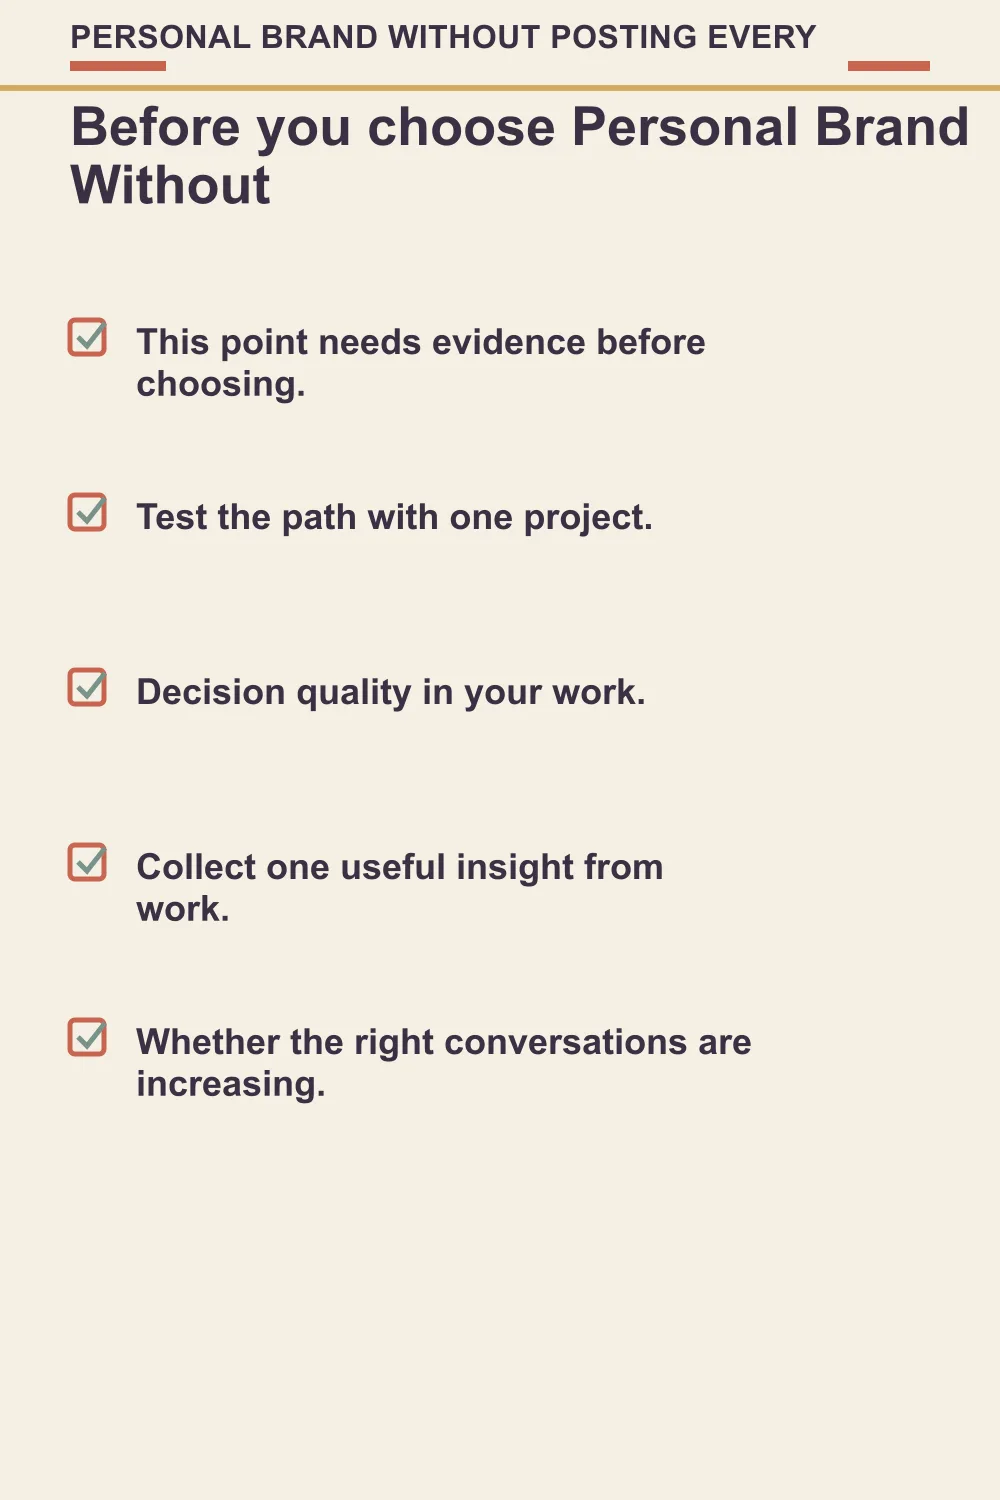 PERSONAL BRAND WITHOUT POSTING EVERY
Before you choose Personal Brand
Without
This point needs evidence before
choosing.
Test the path with one project.
Decision quality in your work.
Collect one useful insight from
work.
Whether the right conversations are
increasing.